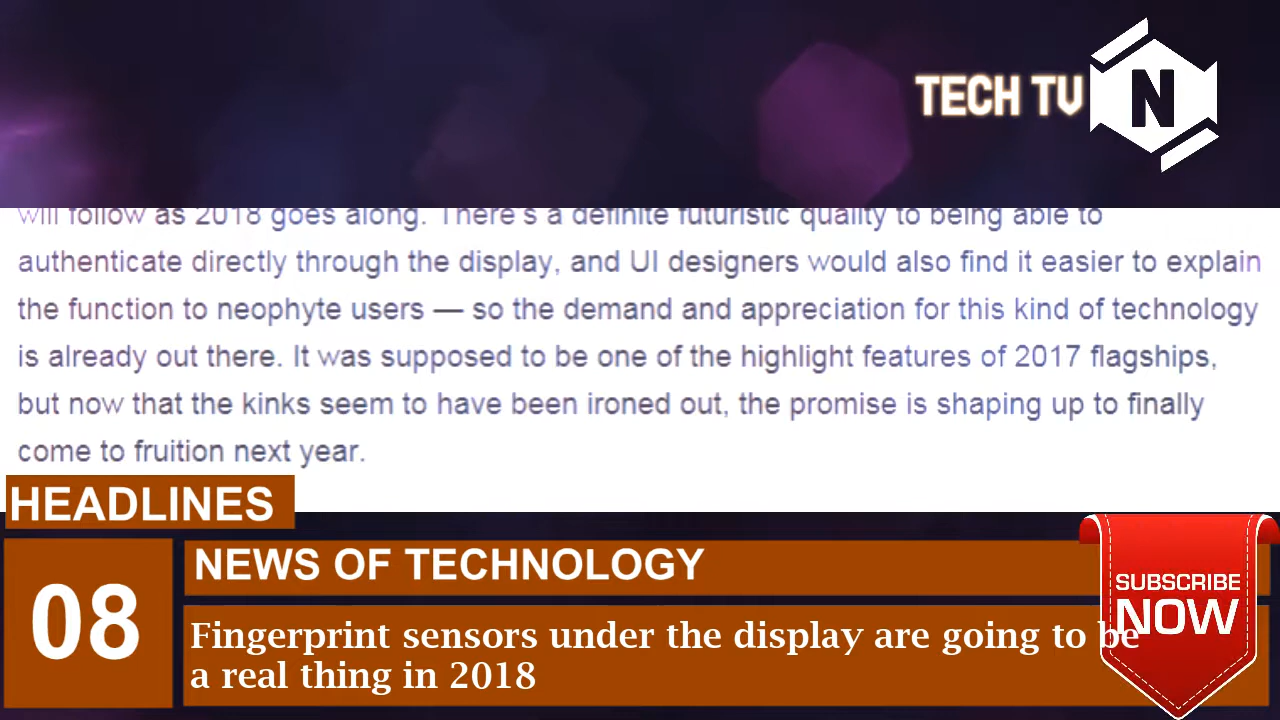 TECH TV N
will follow as 2018 goes along. There's a definite futuristic quality to being able to
authenticate directly through the display, and UI designers would also find it easier to explain
the function to neophyte users — so the demand and appreciation for this kind of technology
is already out there. It was supposed to be one of the highlight features of 2017 flagships,
but now that the kinks seem to have been ironed out, the promise is shaping up to finally
come to fruition next year.
HEADLINES
08
NEWS OF TECHNOLOGY
Fingerprint sensors under the display are going to be
a real thing in 2018
SUBSCRIBE
NOW